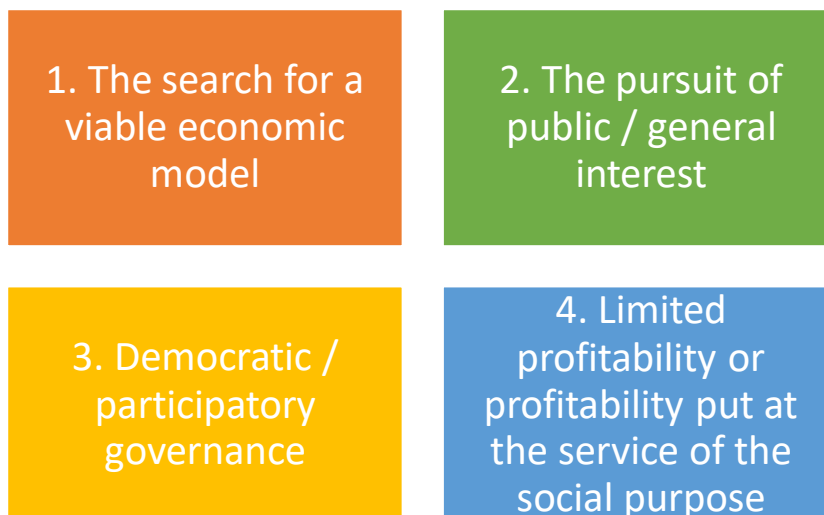 1. The search for a
viable economic
model
2. The pursuit of
public / general
interest
3. Democratic /
participatory
governance
4. Limited
profitability or
profitability put at
the service of the
social purpose